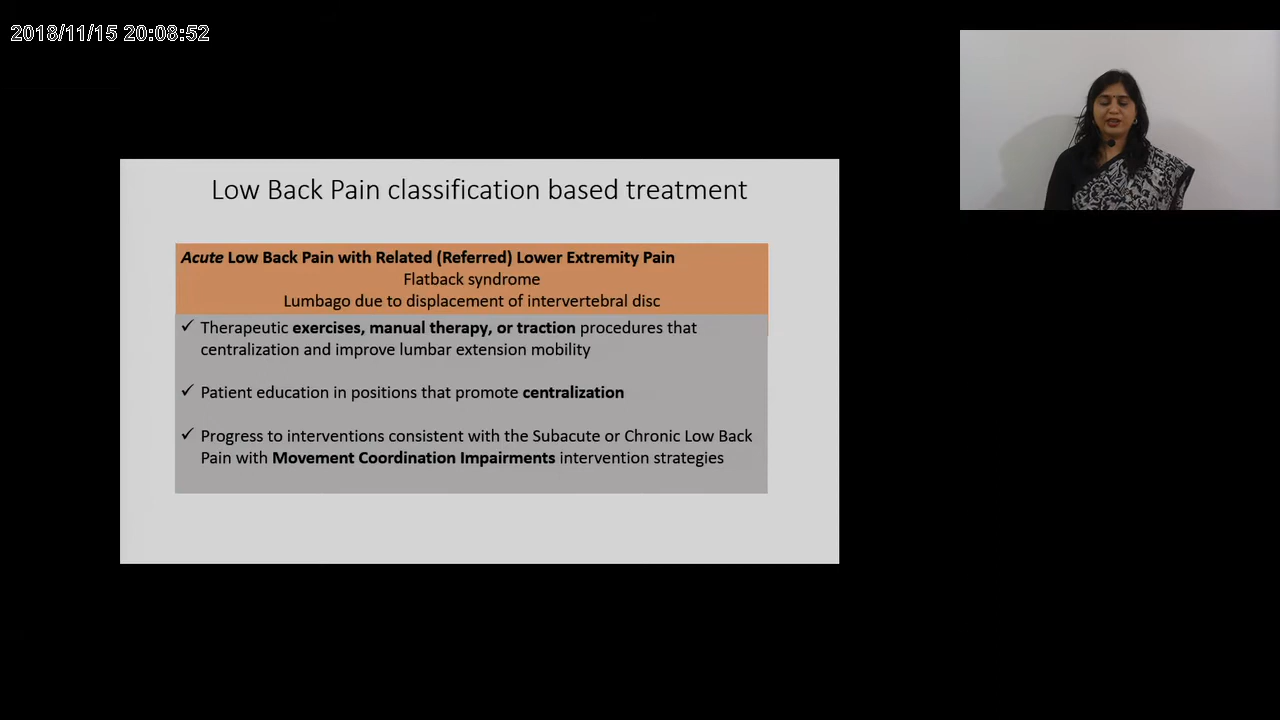 2018/11/15 20:08:52
Low Back Pain classification based treatment
Acute Low Back Pain with Related (Referred) Lower Extremity Pain
Flatback syndrome
Lumbago due to displacement of intervertebral disc
✓ Therapeutic exercises, manual therapy, or traction procedures that
centralization and improve lumbar extension mobility
✓ Patient education in positions that promote centralization
✓ Progress to interventions consistent with the Subacute or Chronic Low Back
Pain with Movement Coordination Impairments intervention strategies